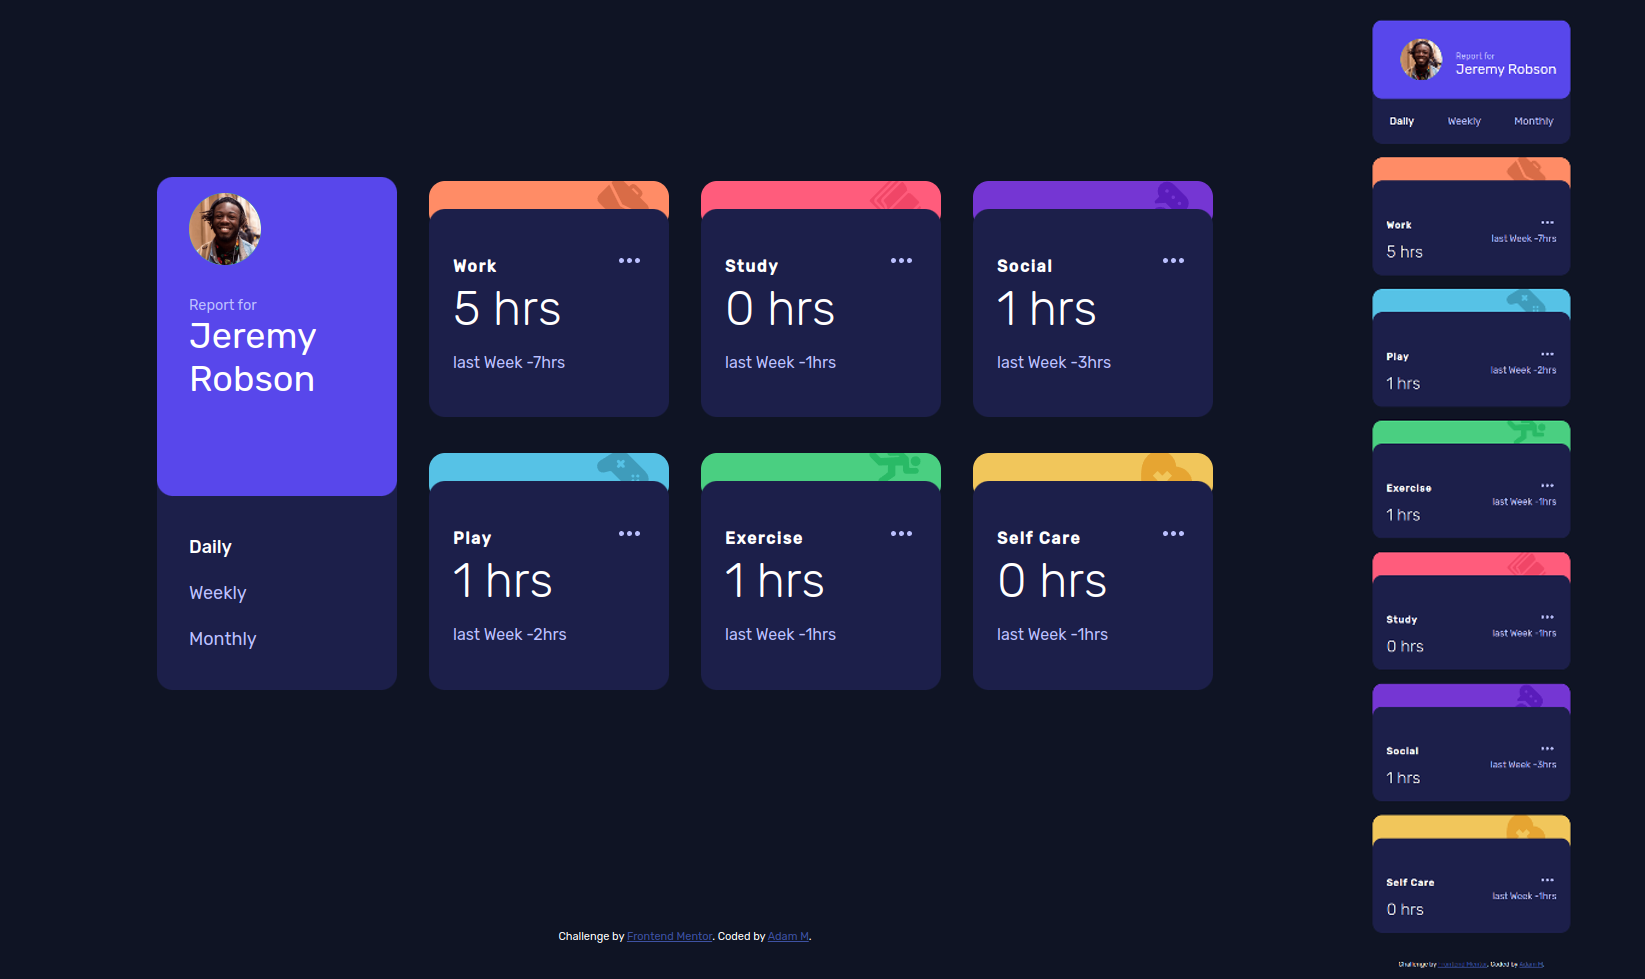 Report for
Jeremy
Robson
Daily
Weekly
Monthly
Work
5 hrs
last Week -7hrs
Study
0 hrs
last Week -1hrs
Social
1 hrs
last Week -3hrs
Play
1 hrs
last Week -2hrs
Exercise
1 hrs
last Week -1hrs
Self Care
0 hrs
last Week -1hrs
Challenge by Frontend Mentor. Coded by Adam M.
Report for
Jeremy Robson
Daily Weekly Monthly
Work
last Week -7hrs
5 hrs
Play
last Week -2hrs
1 hrs
Exercise
last Week -1hrs
1 hrs
Study
last Week -1hrs
0 hrs
Social
last Week -3hrs
1 hrs
Self Care
last Week -1hrs
0 hrs
Challenge by Frontend Mentor. Coded by Adam M.